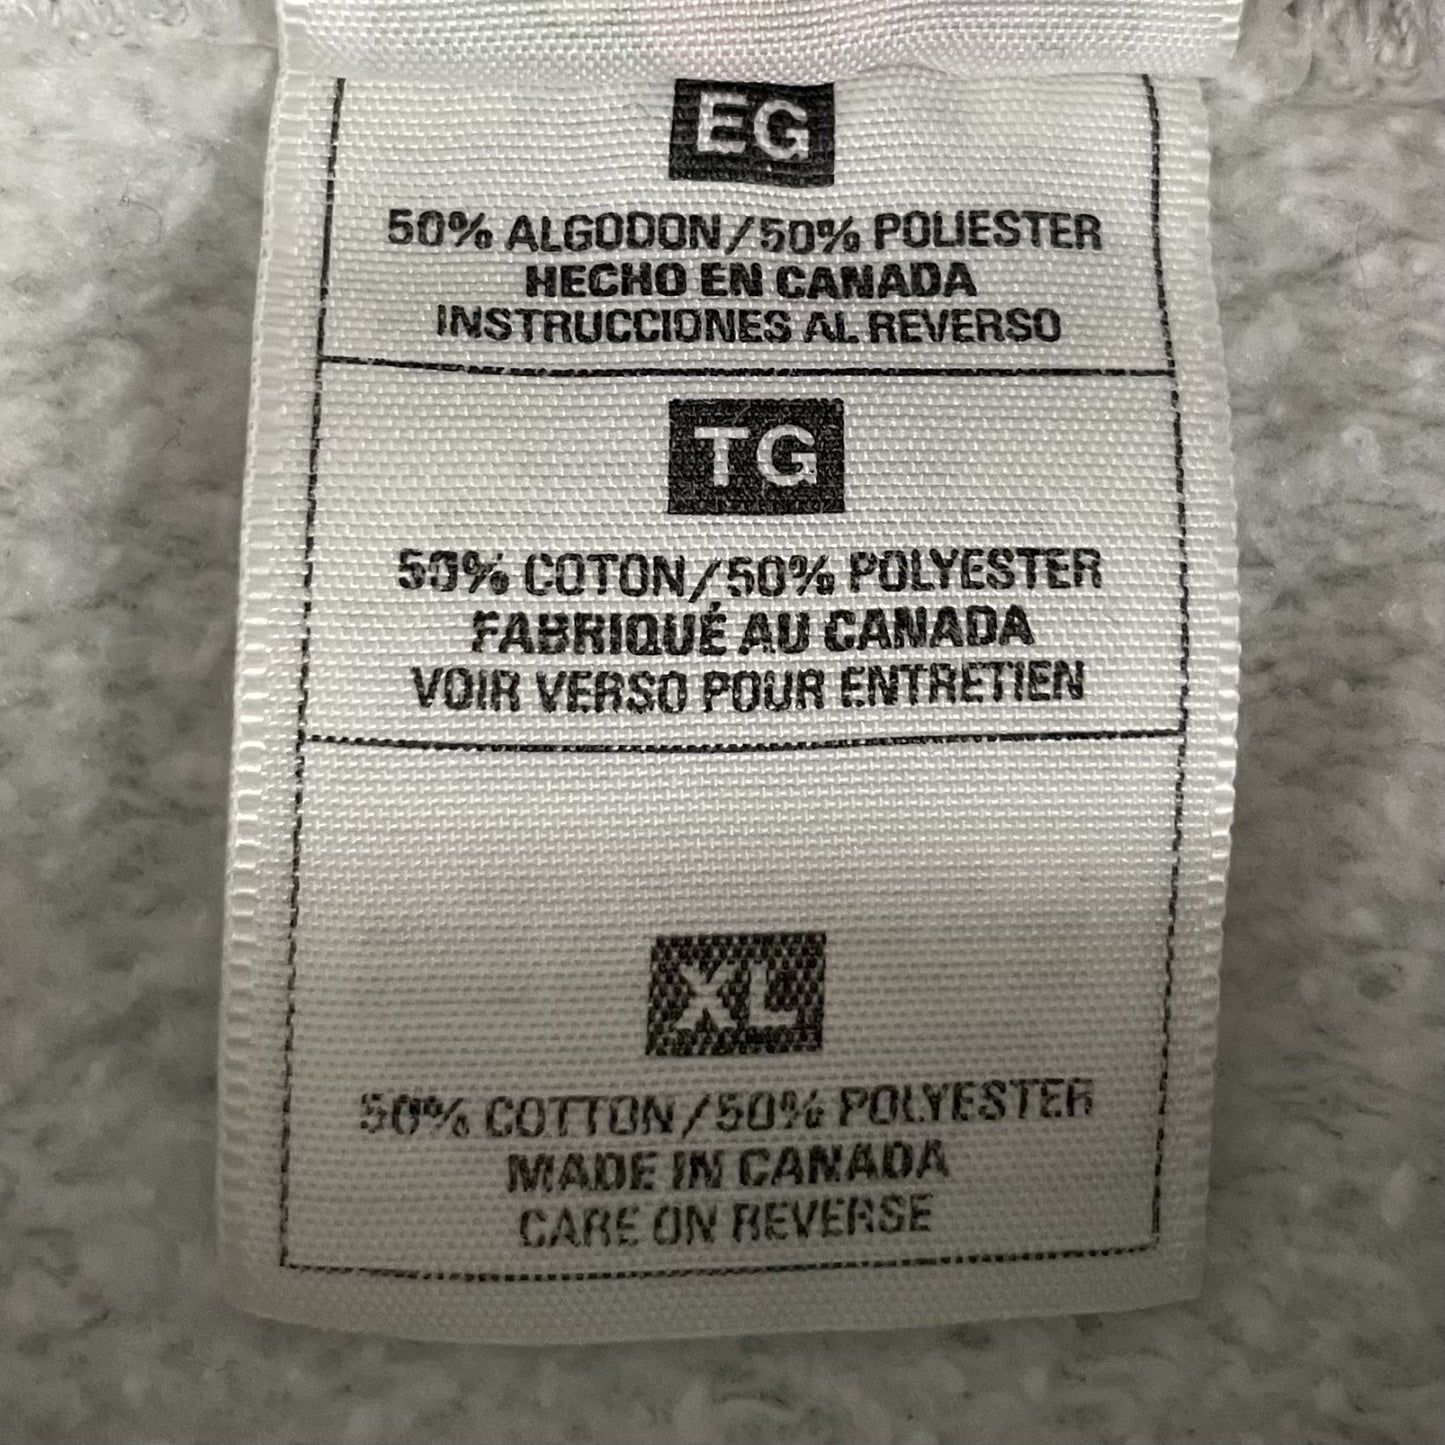 EG
50% ALGODON/50% POLIESTER
HECHO EN CANADA
INSTRUCCIONES AL REVERSO
TG
50% COTON/50% POLYESTER
FABRIQUÉ AU CANADA
VOIR VERSO POUR ENTRETIEN
XL
50% COTTON/50% POLYESTER
MADE IN CANADA
CARE ON REVERSE